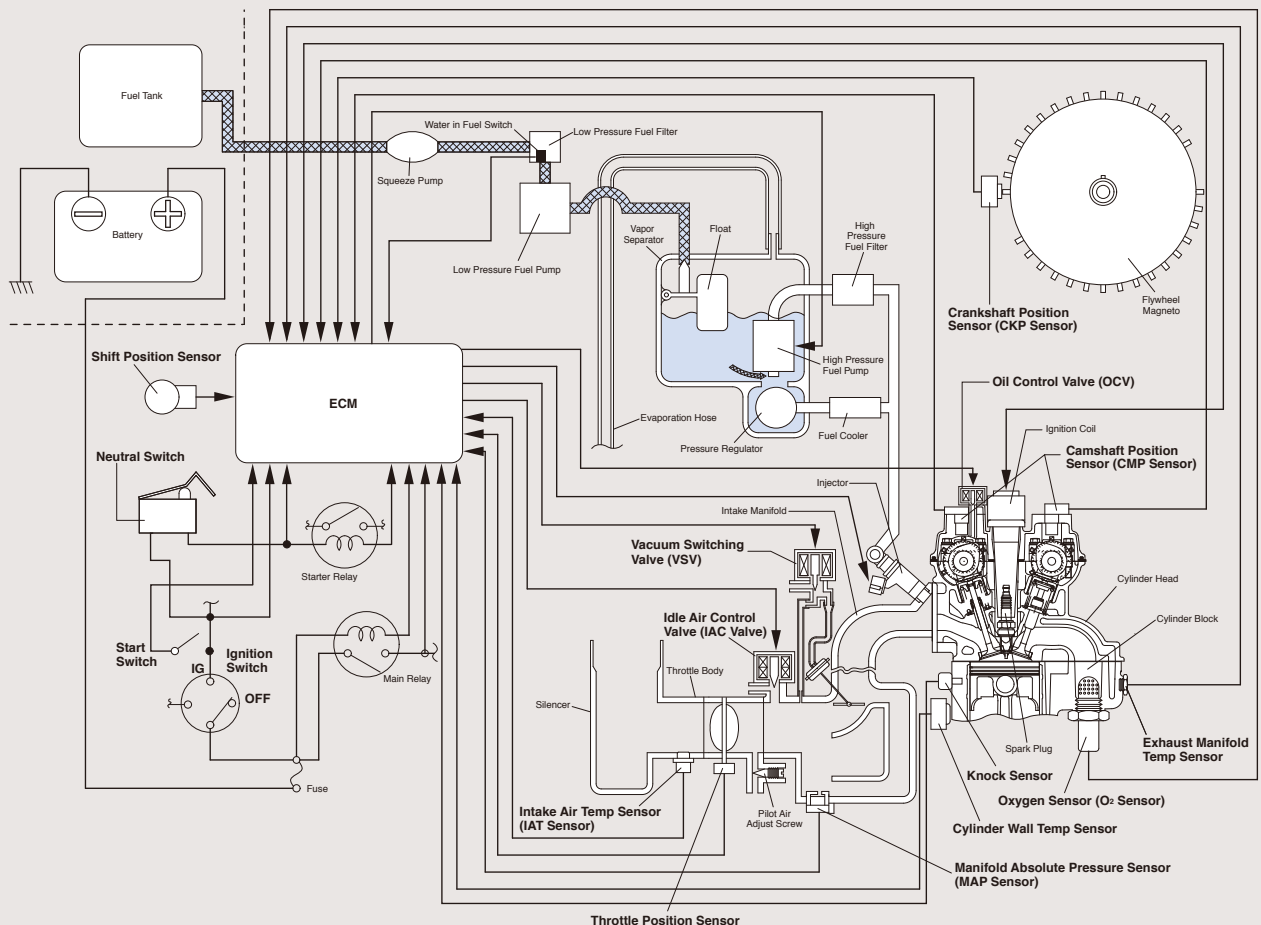 Fuel Tank
Water in Fuel Switch
Low Pressure Fuel Filter
Squeeze Pump
Battery
Low Pressure Fuel Pump
Vapor
Separator
Float
High
Pressure
Fuel Filter
Flywheel
Magneto
Crankshaft Position
Sensor (CKP Sensor)
Shift Position Sensor
ECM
High Pressure
Fuel Pump
Oil Control Valve (OCV)
Evaporation Hose
Pressure Regulator
Fuel Cooler
Ignition Coil
Camshaft Position
Sensor (CMP Sensor)
Neutral Switch
Injector
Intake Manifold
Starter Relay
Vacuum Switching
Valve (VSV)
Cylinder Head
Cylinder Block
Idle Air Control
Valve (IAC Valve)
Start
Switch
Ignition
Switch
IG
OFF
Main Relay
Throttle Body
Silencer
Fuse
Spark Plug
Exhaust Manifold
Temp Sensor
Knock Sensor
Oxygen Sensor (O2 Sensor)
Intake Air Temp Sensor
(IAT Sensor)
Pilot Air
Adjust Screw
Cylinder Wall Temp Sensor
Manifold Absolute Pressure Sensor
(MAP Sensor)
Throttle Position Sensor